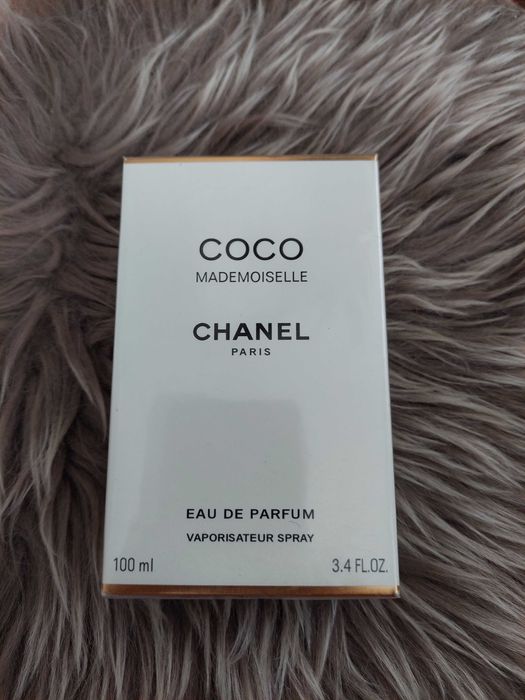 COCO
MADEMOISELLE
CHANEL
PARIS
EAU DE PARFUM
VAPORISATEUR SPRAY
100 ml 3.4 FL.OZ.